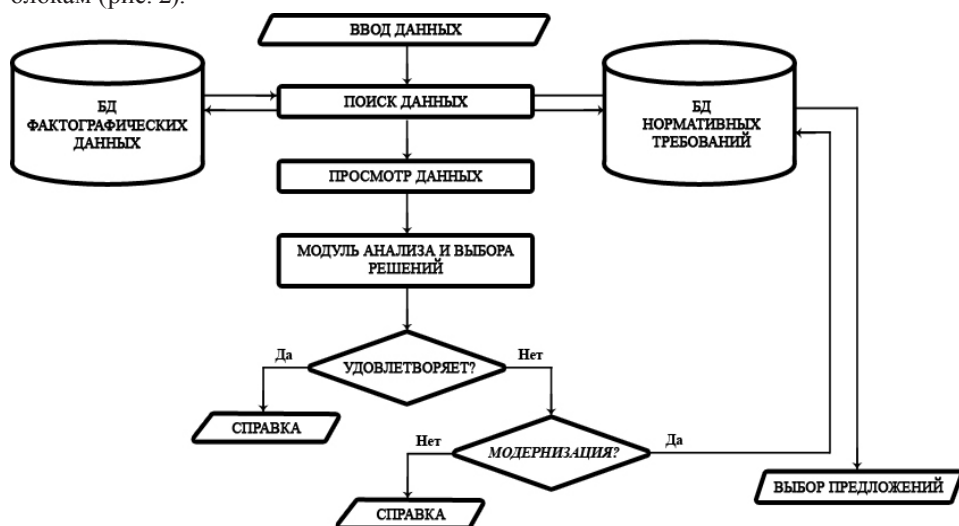 блокам (рис. 2).
ВВОД ДАННЫХ
БД
ФАКТОГРАФИЧЕСКИХ
ДАННЫХ
ПОИСК ДАННЫХ
БД
НОРМАТИВНЫХ
ТРЕБОВАНИЙ
ПРОСМОТР ДАННЫХ
МОДУЛЬ АНАЛИЗА И ВЫБОРА
РЕШЕНИЙ
Да
УДОВЛЕТВОРЯЕТ?
Нет
СПРАВКА
Нет
МОДЕРНИЗАЦИЯ?
Да
ВЫБОР ПРЕДЛОЖЕНИЙ
СПРАВКА